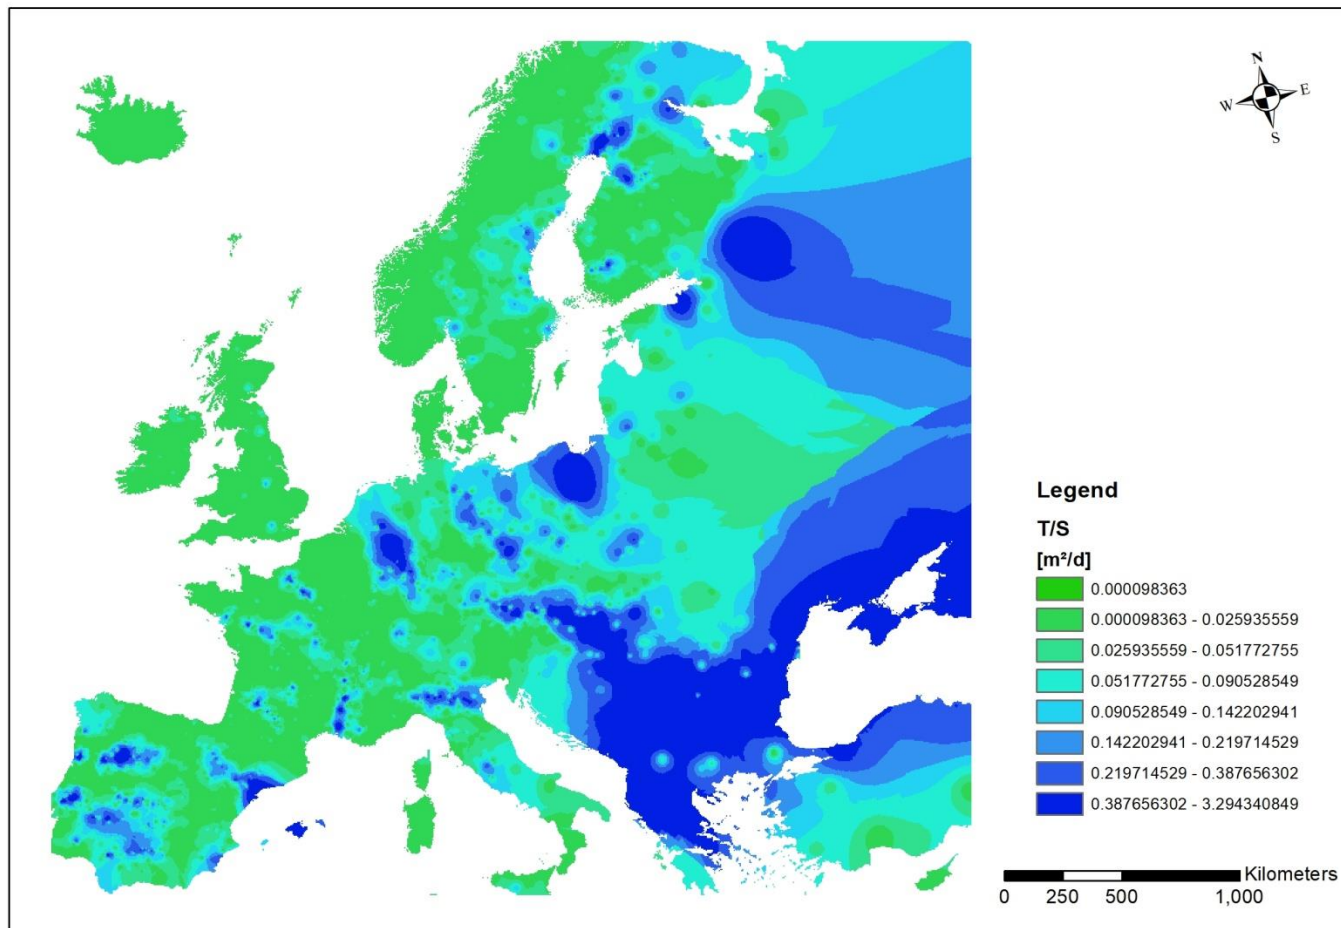 N
W E
S
Legend
T/S
[m²/d]
0.000098363
0.000098363 - 0.025935559
0.025935559 - 0.051772755
0.051772755 - 0.090528549
0.090528549 - 0.142202941
0.142202941 - 0.219714529
0.219714529 - 0.387656302
0.387656302 - 3.294340849
Kilometers
0 250 500 1,000